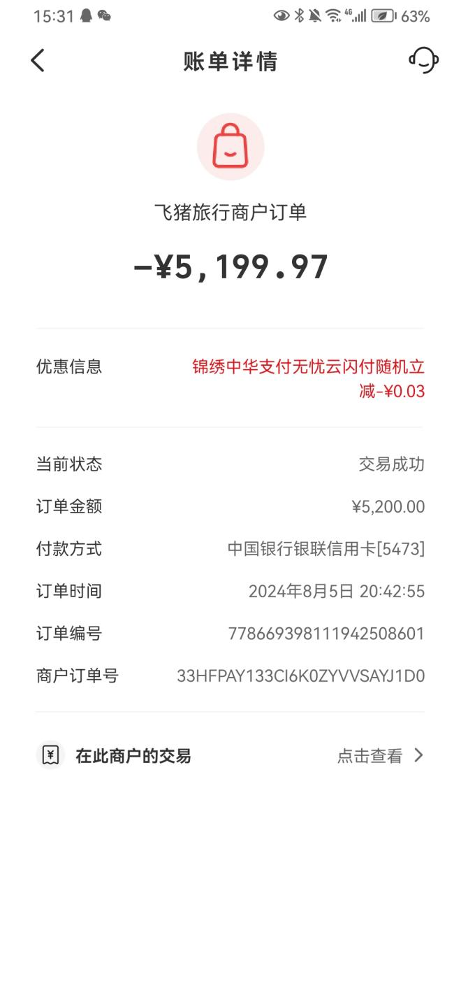 15:31 4G 63%
账单详情
飞猪旅行商户订单
-¥5,199.97
优惠信息 锦绣中华支付无忧云闪付随机立
减-¥0.03
当前状态 交易成功
订单金额 ¥5,200.00
付款方式 中国银行银联信用卡[5473]
订单时间 2024年8月5日 20:42:55
订单编号 778669398111942508601
商户订单号 33HFPAY133CI6K0ZYVVSAYJ1D0
¥ 在此商户的交易 点击查看